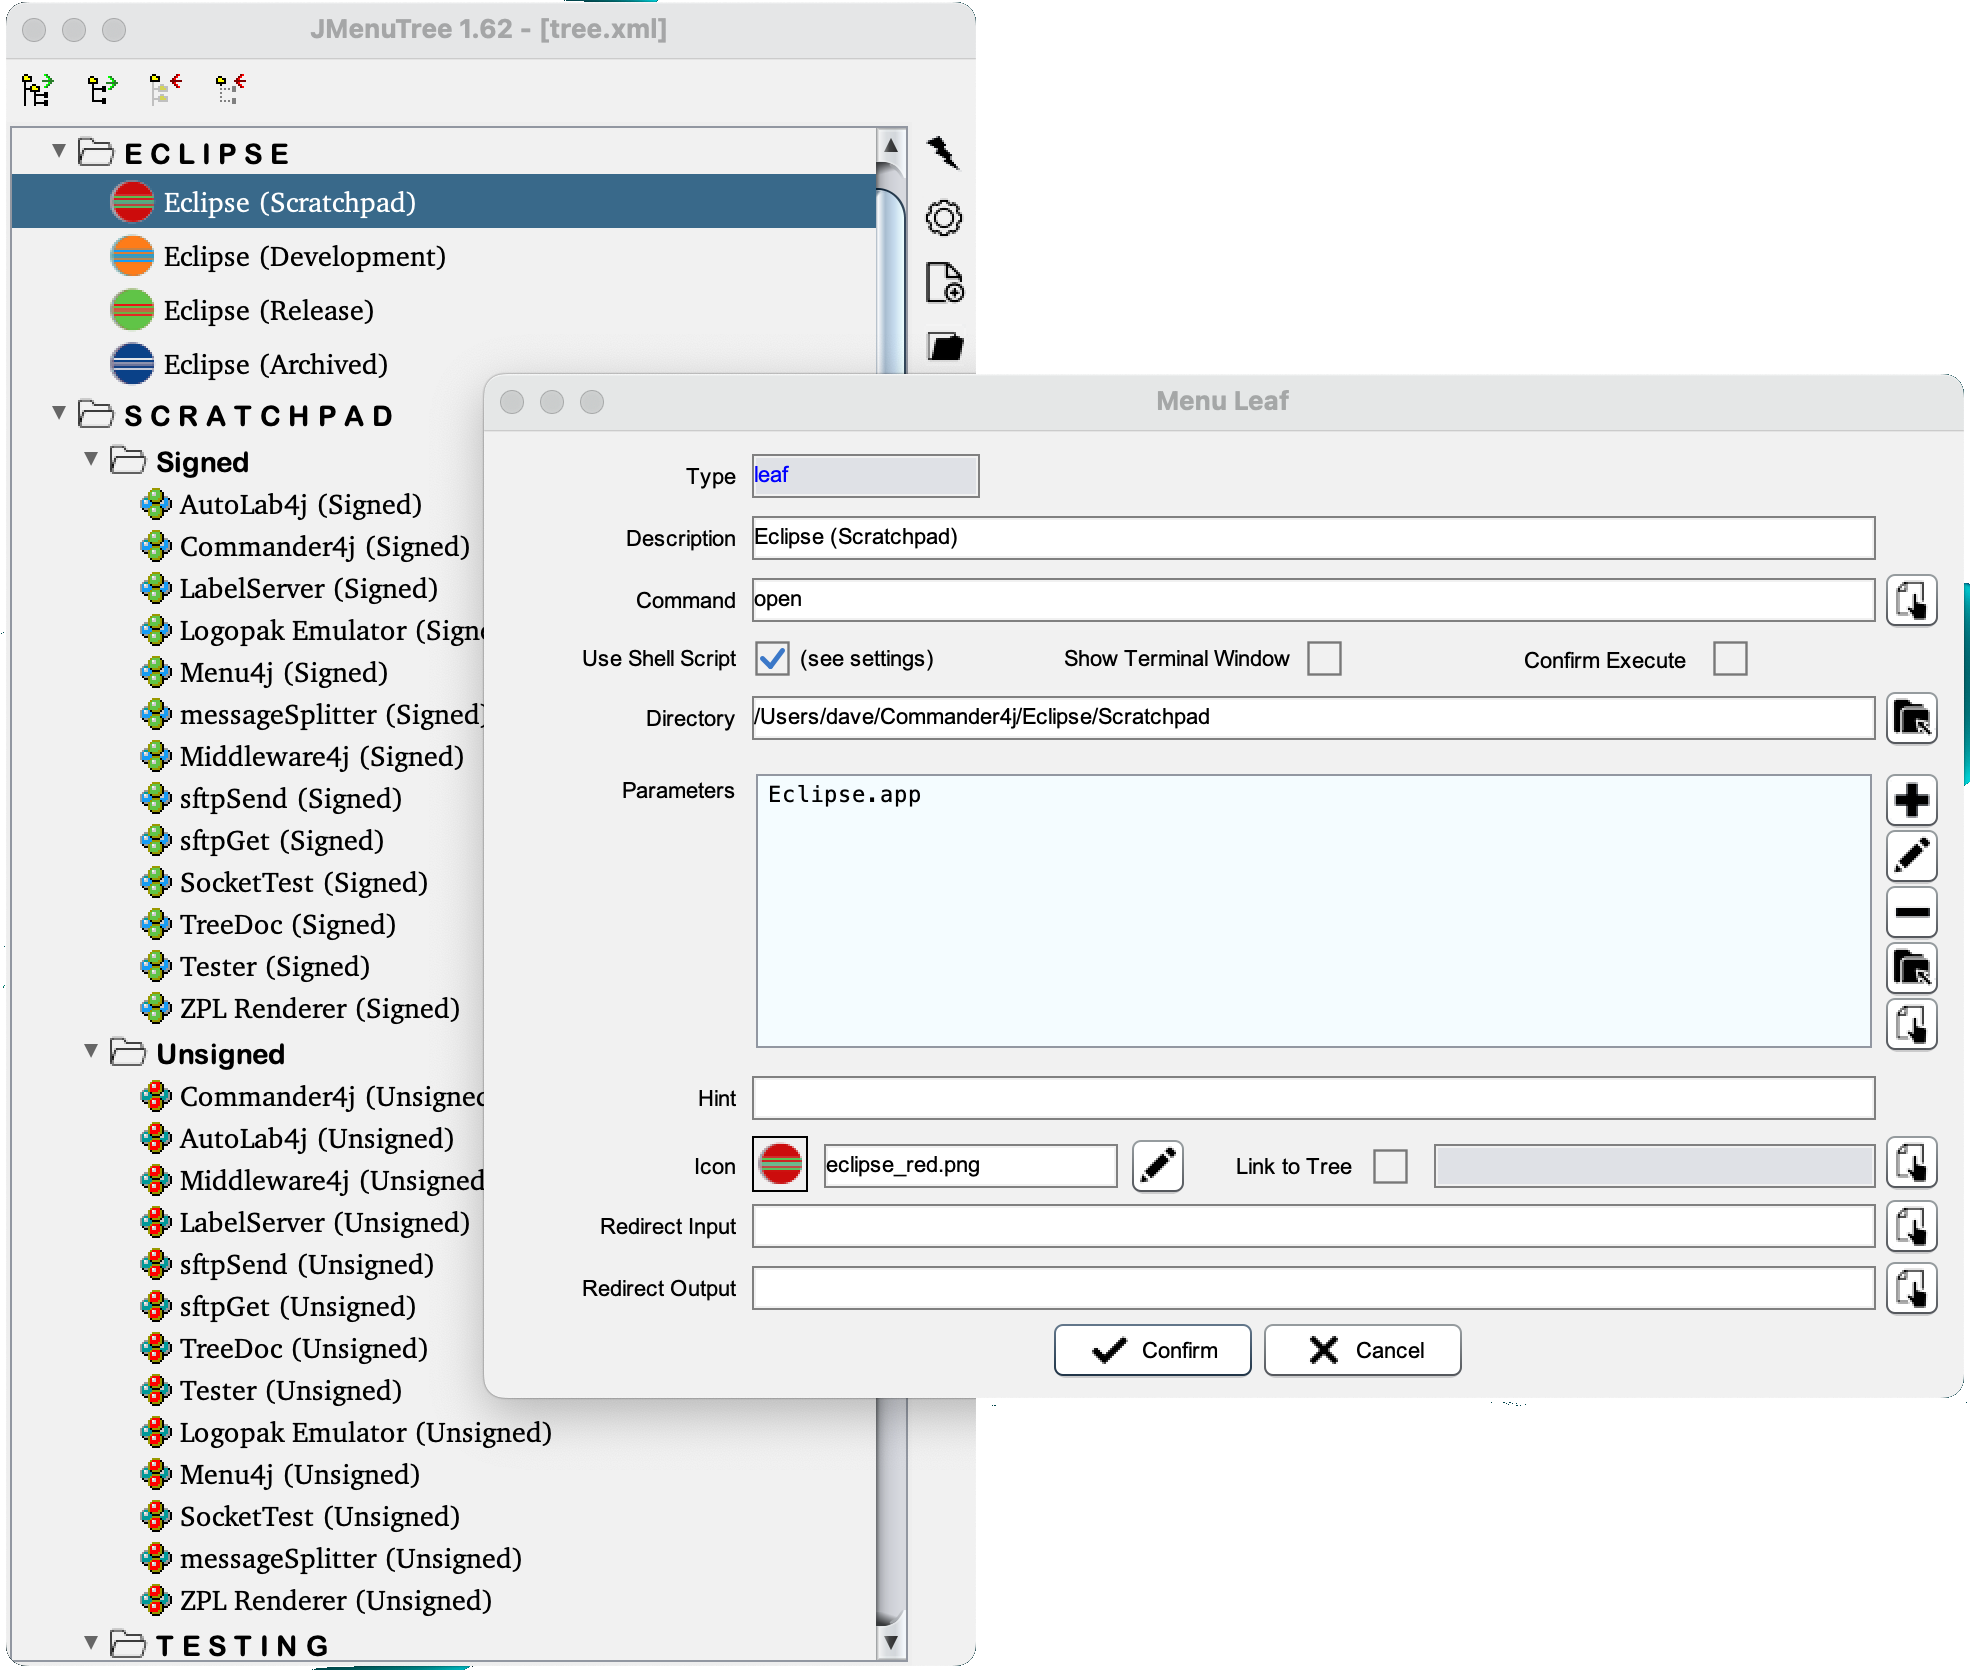 JMenuTree 1.62 - [tree.xml]
ECLIPSE
Eclipse (Scratchpad)
Eclipse (Development)
Eclipse (Release)
Eclipse (Archived)
SCRATCHPAD
Signed
AutoLab4j (Signed)
Commander4j (Signed)
LabelServer (Signed)
Logopak Emulator (Signe
Menu4j (Signed)
messageSplitter (Signed)
Middleware4j (Signed)
sftpSend (Signed)
sftpGet (Signed)
SocketTest (Signed)
TreeDoc (Signed)
Tester (Signed)
ZPL Renderer (Signed)
Unsigned
Commander4j (Unsigned
AutoLab4j (Unsigned)
Middleware4j (Unsigned
LabelServer (Unsigned)
sftpSend (Unsigned)
sftpGet (Unsigned)
TreeDoc (Unsigned)
Tester (Unsigned)
Logopak Emulator (Unsigned)
Menu4j (Unsigned)
SocketTest (Unsigned)
messageSplitter (Unsigned)
ZPL Renderer (Unsigned)
TESTING
Menu Leaf
Type leaf
Description Eclipse (Scratchpad)
Command open
Use Shell Script (see settings) Show Terminal Window Confirm Execute
Directory /Users/dave/Commander4j/Eclipse/Scratchpad
Parameters Eclipse.app
Hint
Icon eclipse_red.png Link to Tree
Redirect Input
Redirect Output
Confirm Cancel